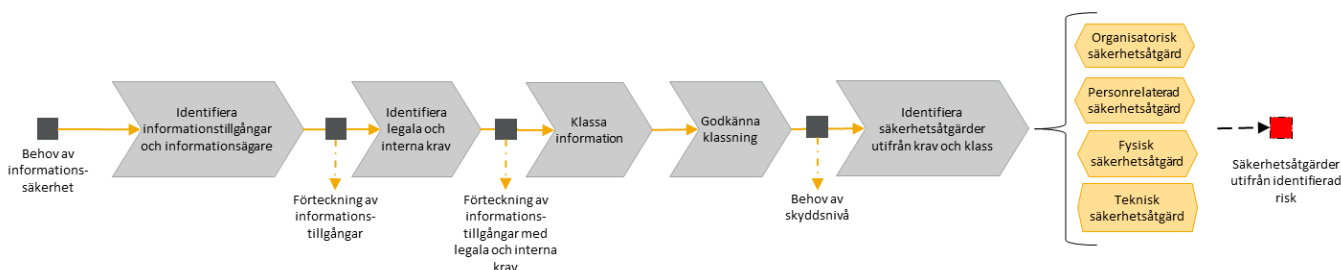 Behov av
informations-
säkerhet
Identifiera
informationstillgångar
och informationsägare
Förteckning av
informations-
tillgångar
Identifiera
legala och
interna krav
Förteckning av
informations-
tillgångar med
legala och interna
krav
Klassa
information
Godkänna
klassning
Behov av
skyddsnivå
Identifiera
säkerhetsåtgärder
utifrån krav och klass
Organisatorisk
säkerhetsåtgärd
Personrelaterad
säkerhetsåtgärd
Fysisk
säkerhetsåtgärd
Teknisk
säkerhetsåtgärd
Säkerhetsåtgärder
utifrån identifierad
risk